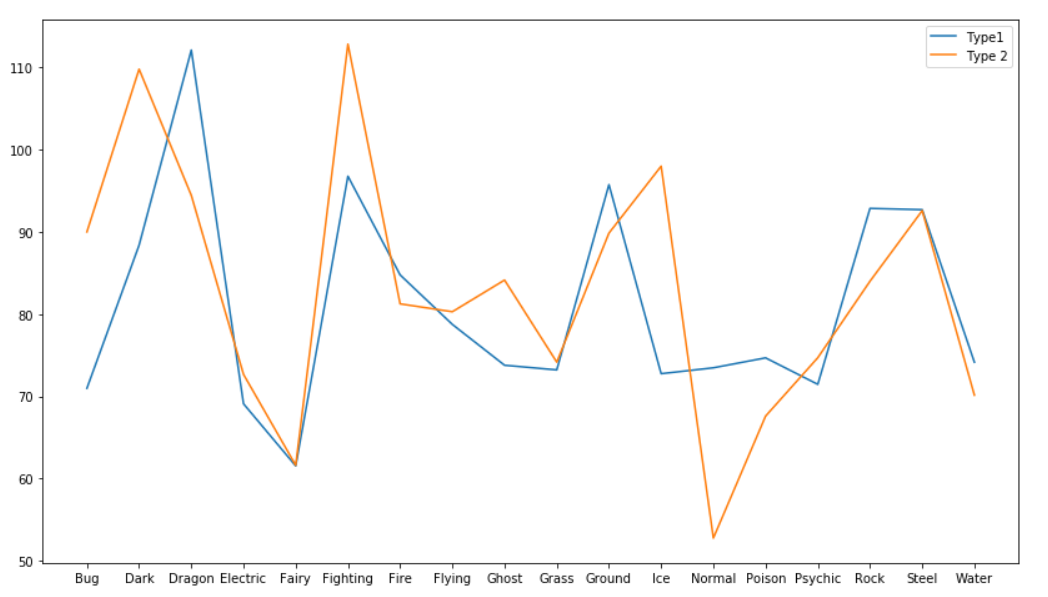 Type1
Type 2
110
100
90
80
70
60
50
Bug Dark Dragon Electric Fairy Fighting Fire Flying Ghost Grass Ground Ice Normal Poison Psychic Rock Steel Water